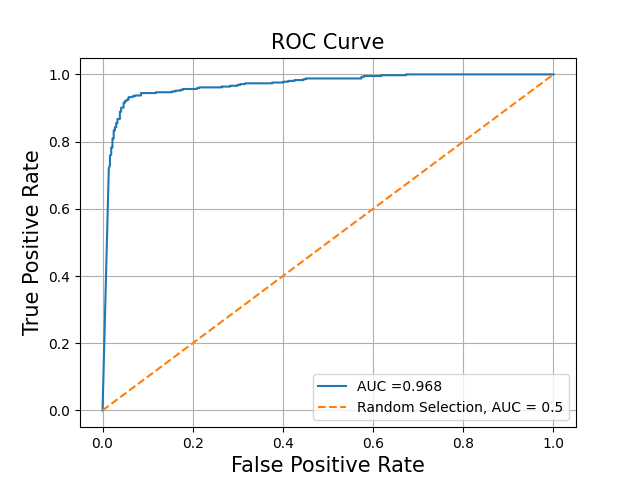 ROC Curve
True Positive Rate
1.0
0.8
0.6
0.4
0.2
0.0
AUC =0.968
Random Selection, AUC = 0.5
0.0 0.2 0.4 0.6 0.8 1.0
False Positive Rate